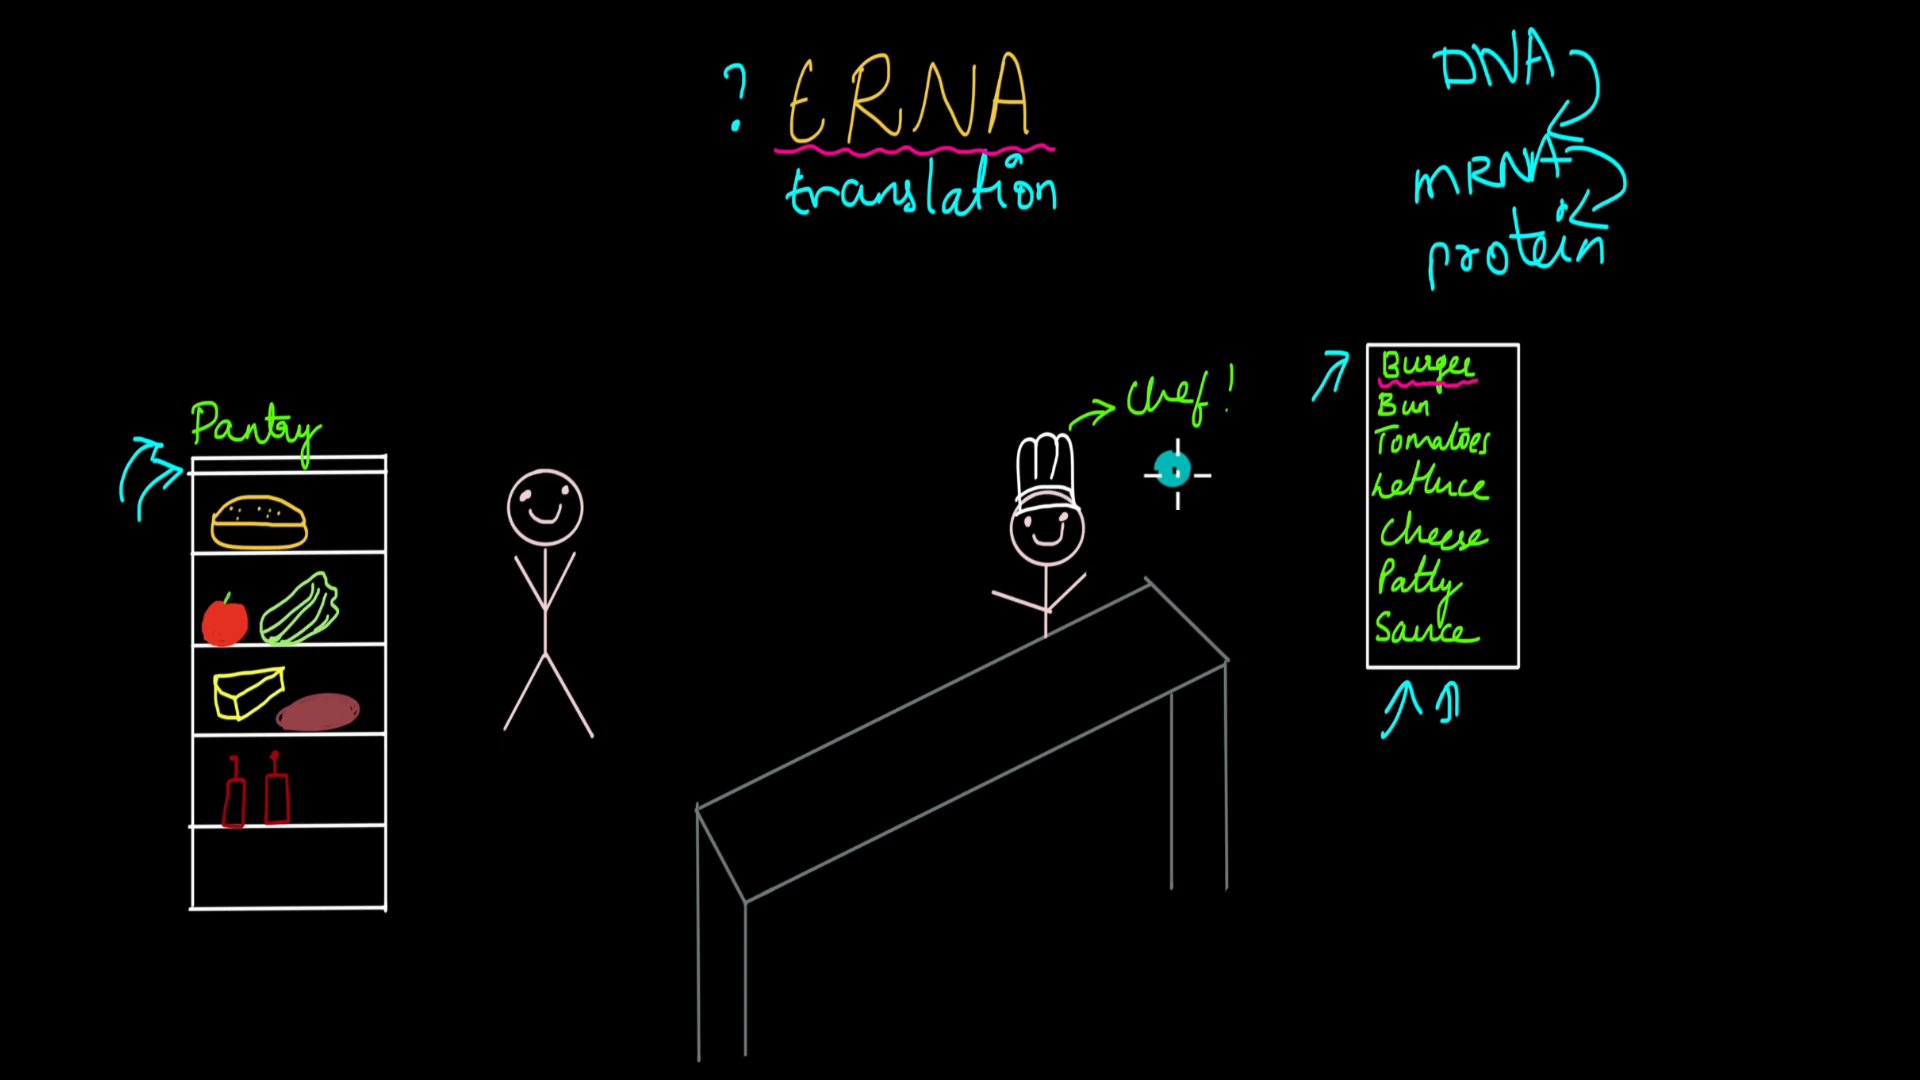 ? tRNA
translation
DNA
mRNA
protein
Pantry
Chef!
Burger
Bun
Tomatoes
Lettuce
Cheese
Patty
Sauce